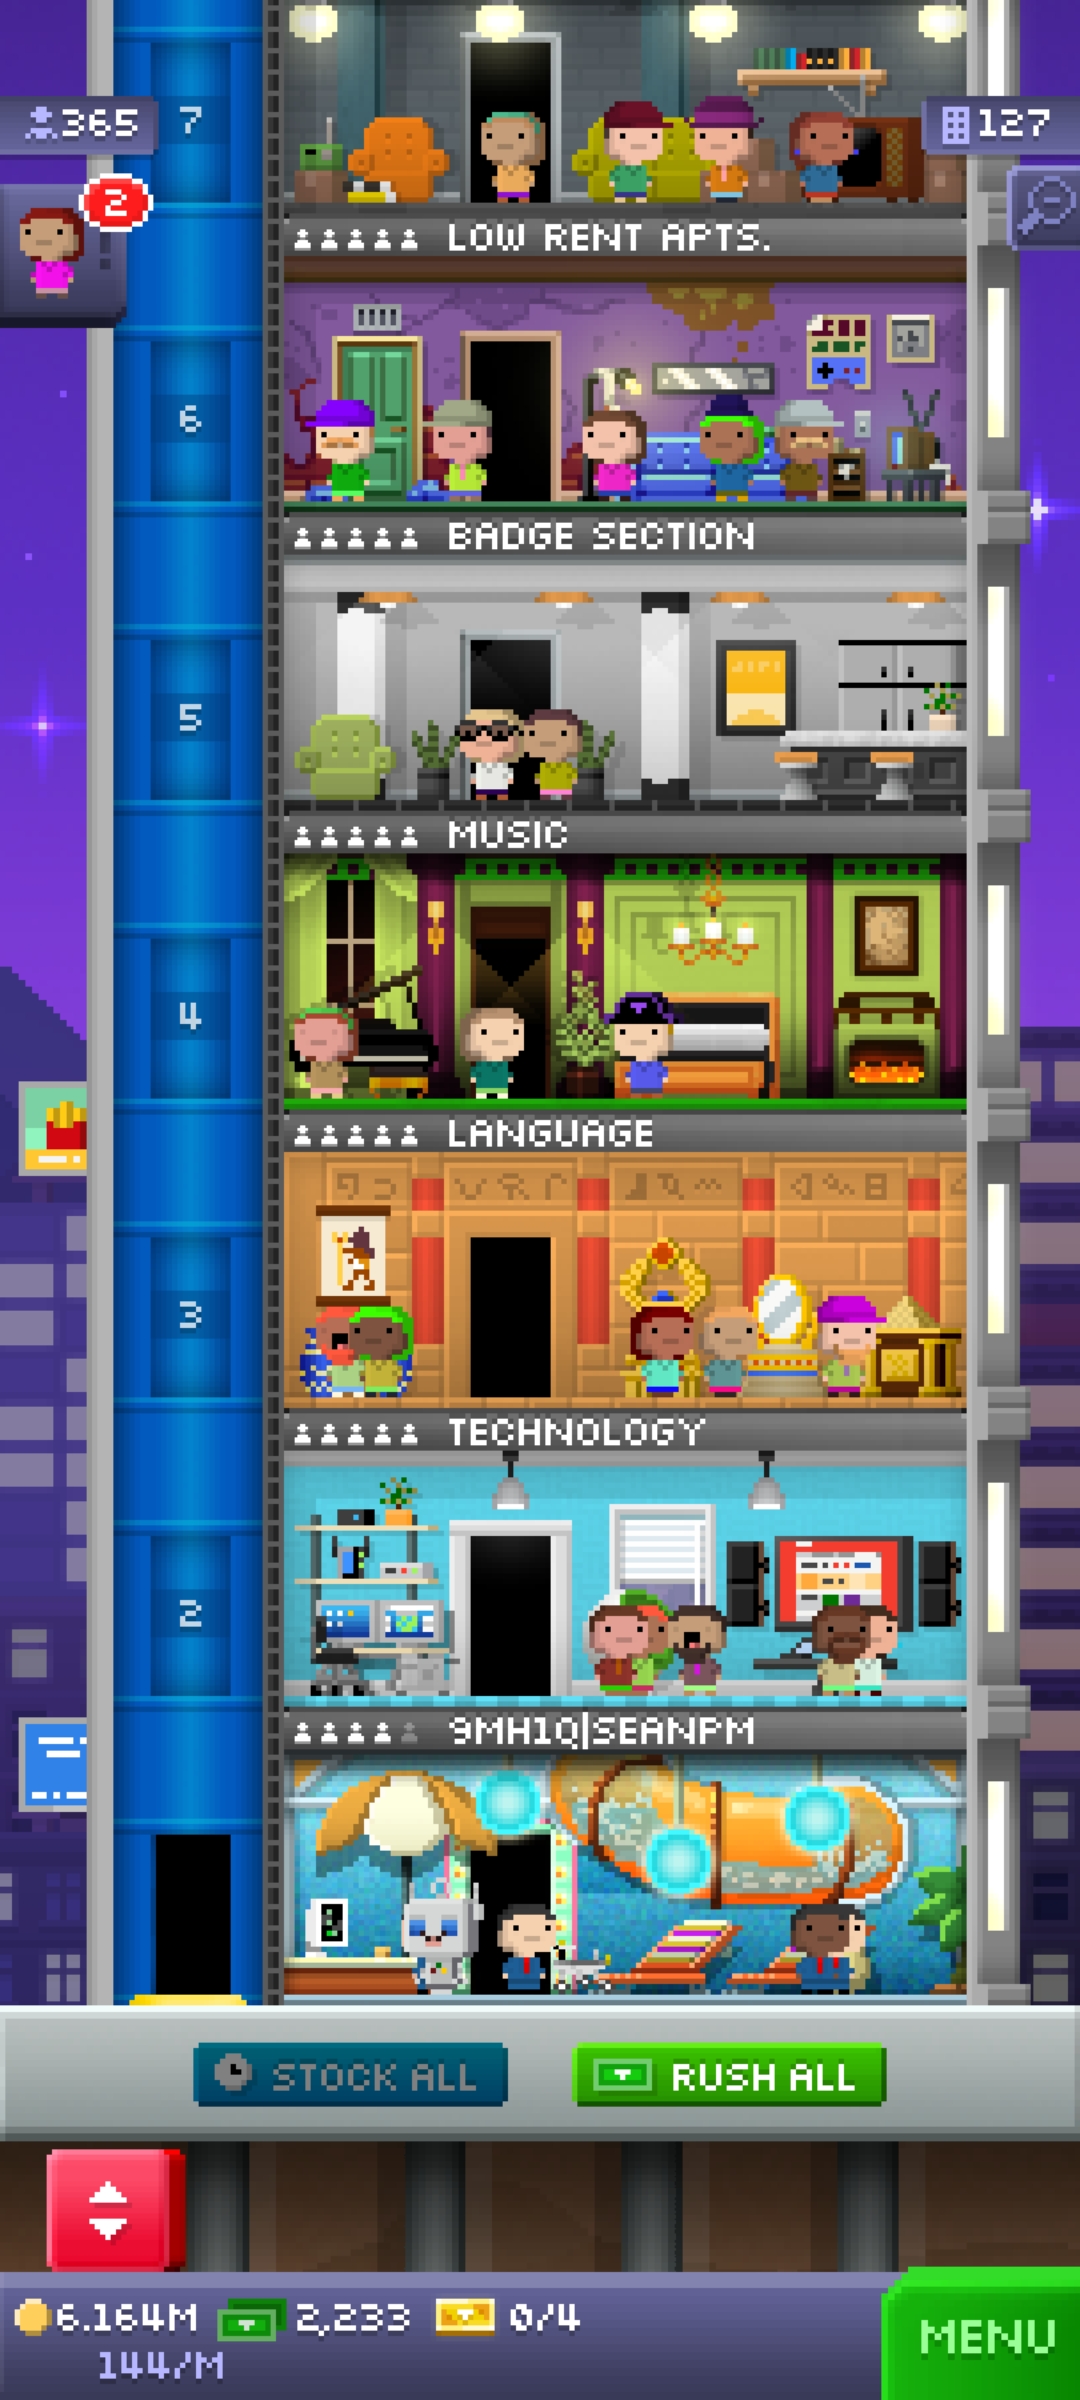 7
365
127
2
LOW RENT APTS.
6
BADGE SECTION
5
MUSIC
4
LANGUAGE
3
TECHNOLOGY
2
9MH1Q|SEANPM
STOCK ALL
RUSH ALL
6.164M
2,233
0/4
144/M
MENU